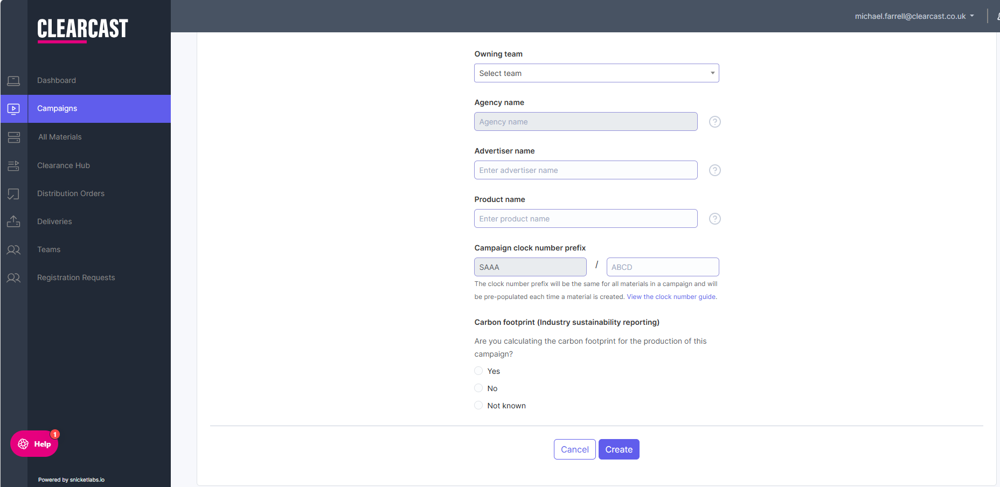 CLEARCAST
michael.farrell@clearcast.co.uk
Dashboard
Campaigns
All Materials
Clearance Hub
Distribution Orders
Deliveries
Teams
Registration Requests
1
Help
Powered by snicketlabs.io
Owning team
Select team
Agency name
Agency name
?
Advertiser name
Enter advertiser name
?
Product name
Enter product name
?
Campaign clock number prefix
SAAA / ABCD
The clock number prefix will be the same for all materials in a campaign and will
be pre-populated each time a material is created. View the clock number guide.
Carbon footprint (Industry sustainability reporting)
Are you calculating the carbon footprint for the production of this
campaign?
Yes
No
Not known
Cancel Create